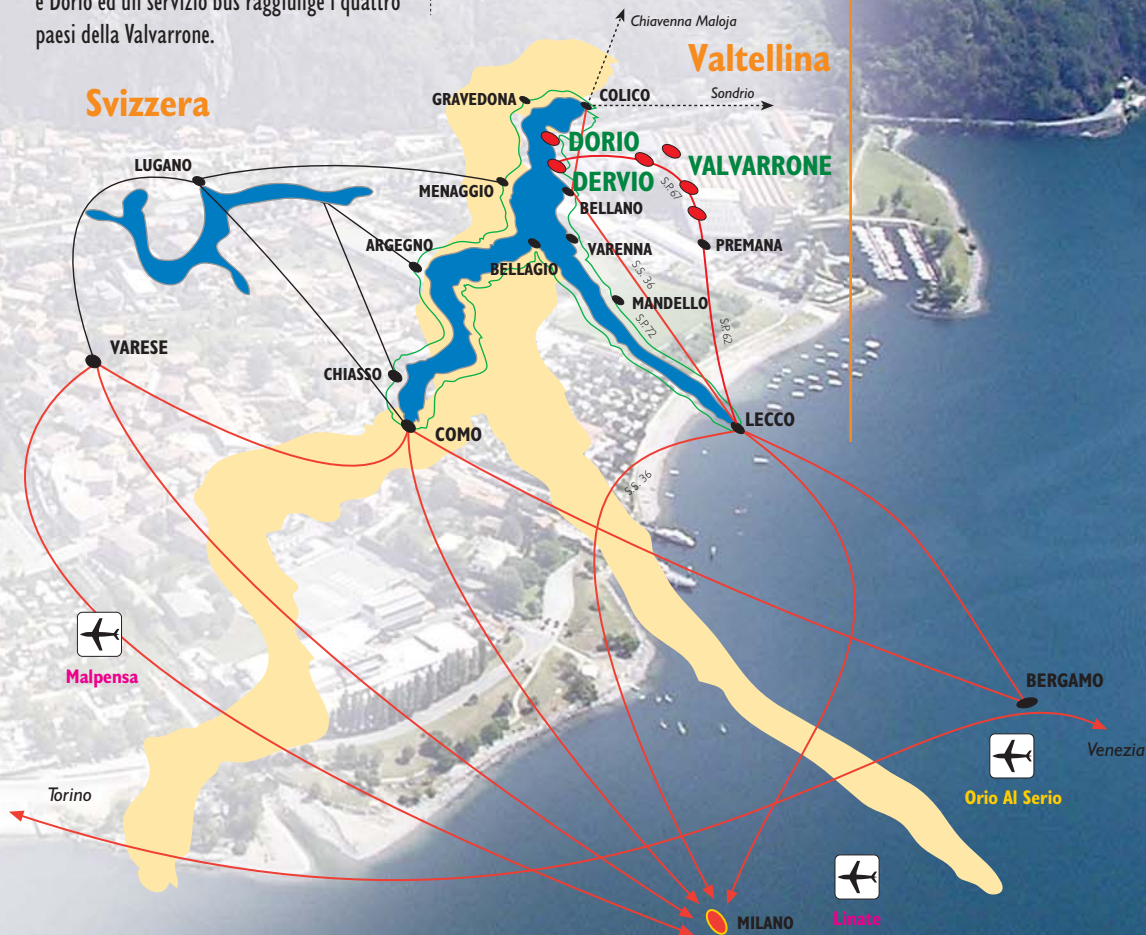 e Dorio ed un servizio bus raggiunge i quattro
paesi della Valvarrone.
Chiavenna Maloja
Valtellina
Svizzera
Sondrio
GRAVEDONA
COLICO
DORIO
LUGANO
VALVARRONE
MENAGGIO
DERVIO
S.P.67
BELLANO
ARGEGNO
VARENNA
PREMANA
BELLAGIO
S.S. 36
MANDELLO
S.P.72
S.P.62
VARESE
CHIASSO
LECCO
COMO
S.S. 36
Malpensa
BERGAMO
Venezia
Torino
Orio Al Serio
MILANO
Linate